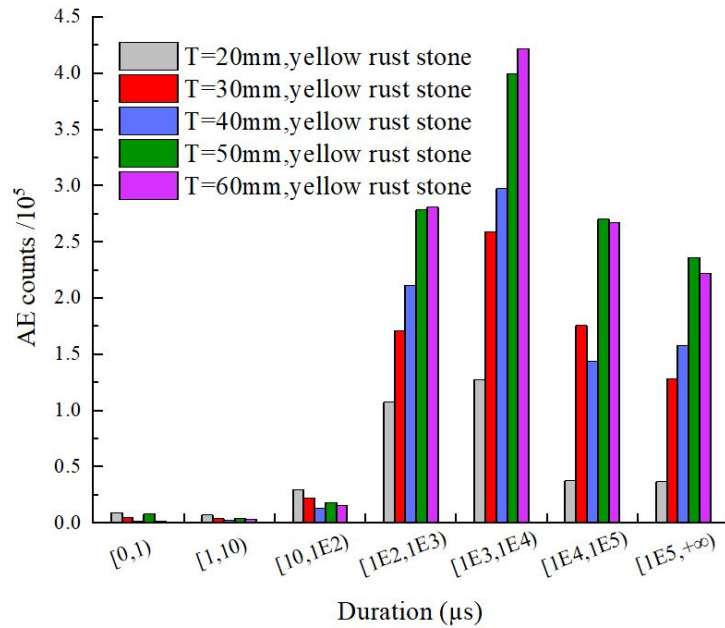 4.5
4.0
3.5
3.0
2.5
2.0
1.5
1.0
0.5
0.0
AE counts /10⁵
T=20mm,yellow rust stone
T=30mm,yellow rust stone
T=40mm,yellow rust stone
T=50mm,yellow rust stone
T=60mm,yellow rust stone
[0,1)
[1,10)
[10,1E2)
[1E2,1E3)
[1E3,1E4)
[1E4,1E5)
[1E5,+∞)
Duration (µs)